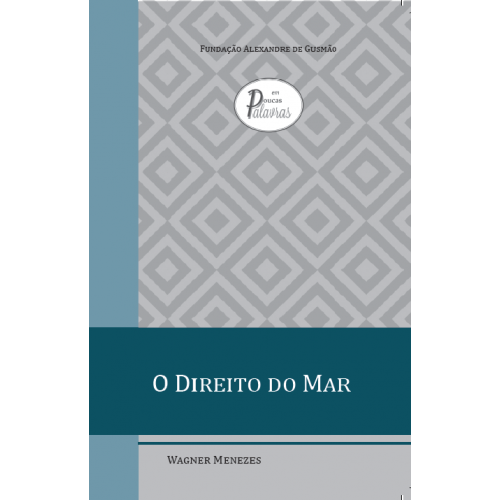 Fundação Alexandre de Gusmão
em
Poucas
Palavras
O Direito do Mar
Wagner Menezes